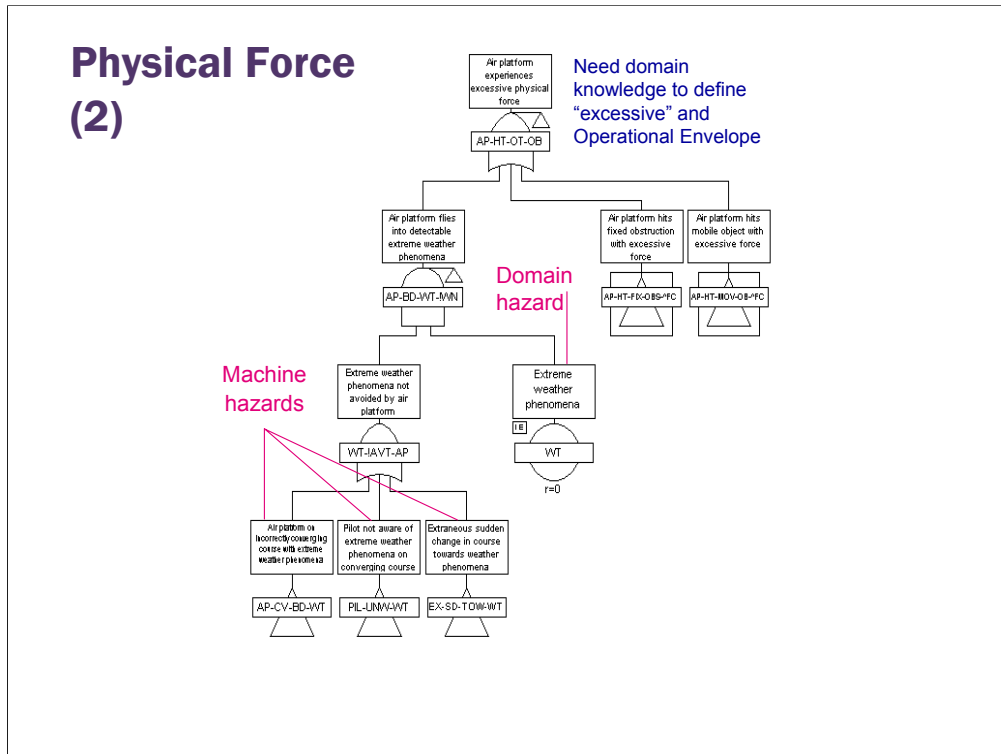 Physical Force
(2)
Air platform
experiences
excessive physical
force
Need domain
knowledge to define
“excessive” and
Operational Envelope
AP-HT-OT-OB
Air platform flies
into detectable
extreme weather
phenomena
Air platform hits
fixed obstruction
with excessive
force
Air platform hits
mobile object with
excessive force
AP-BD-WT-!WN
Domain
hazard
AP-HT-FIX-OBS-^FC
AP-HT-MOV-OB-^FC
Machine
hazards
Extreme weather
phenomena not
avoided by air
platform
Extreme
weather
phenomena
IE
WT-!AVT-AP
WT
r=0
Air platform on
incorrectly converging
course with extreme
weather phenomena
Pilot not aware of
extreme weather
phenomena on
converging course
Extraneous sudden
change in course
towards weather
phenomena
AP-CV-BD-WT
PIL-UNW-WT
EX-SD-TOW-WT